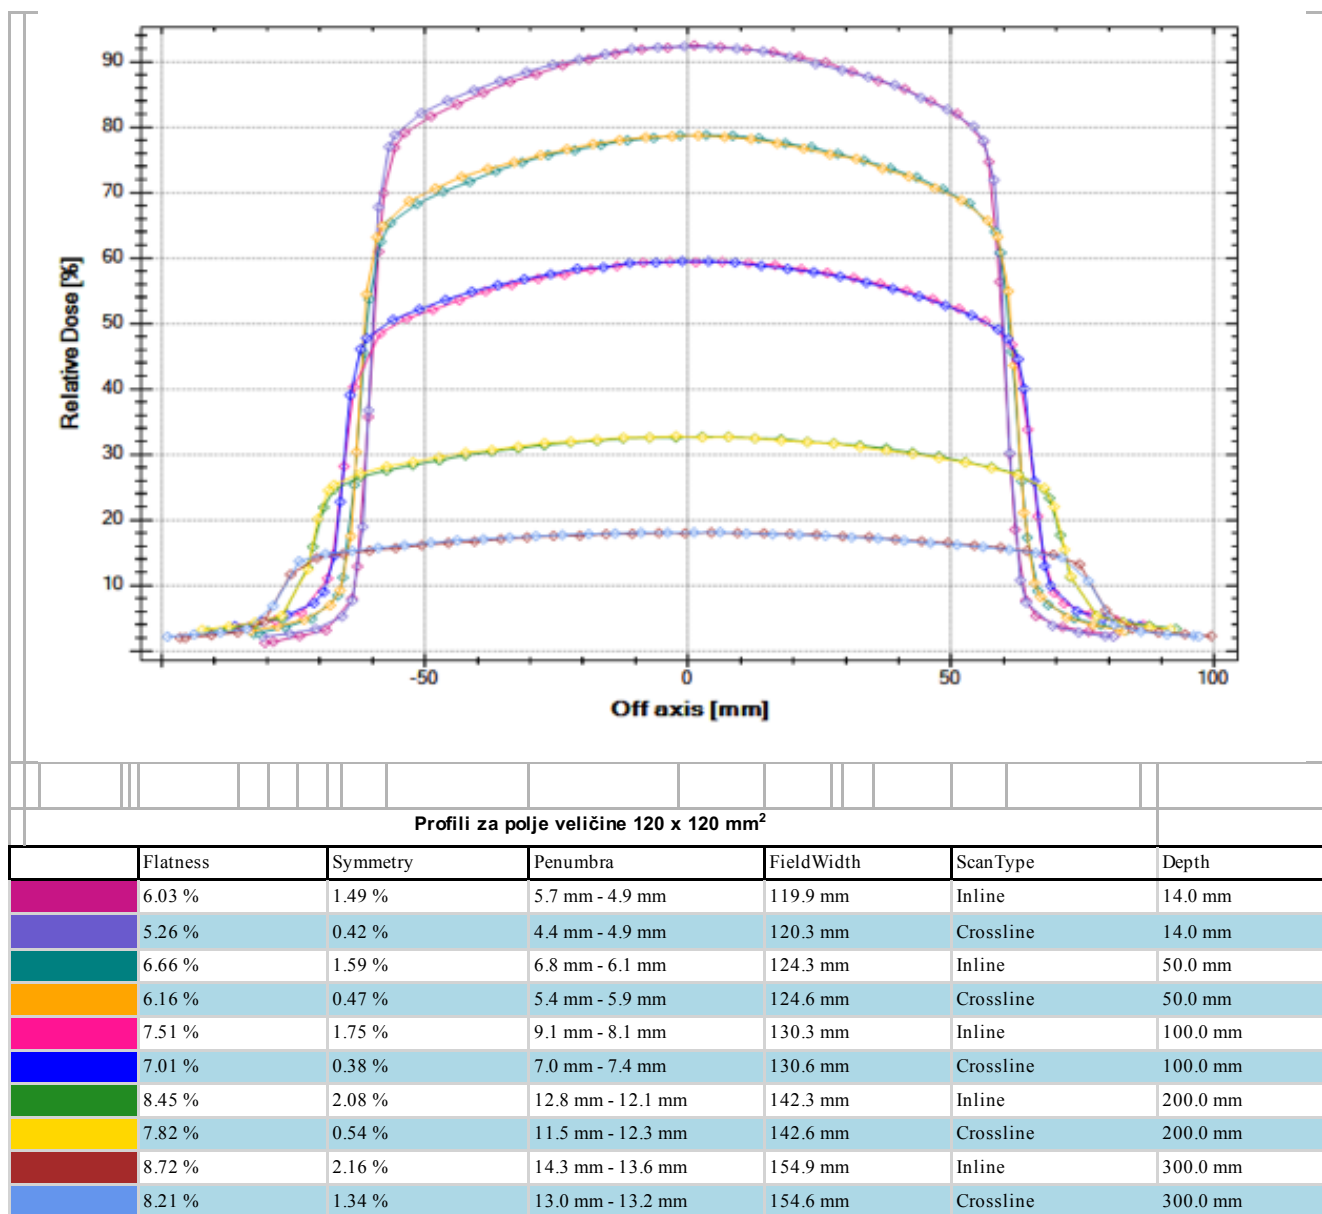 90
80
70
60
50
40
30
20
10
Relative Dose [%]
-50 0 50 100
Off axis [mm]
Profili za polje veličine 120 x 120 mm²
Flatness Symmetry Penumbra FieldWidth ScanType Depth
6.03 % 1.49 % 5.7 mm - 4.9 mm 119.9 mm Inline 14.0 mm
5.26 % 0.42 % 4.4 mm - 4.9 mm 120.3 mm Crossline 14.0 mm
6.66 % 1.59 % 6.8 mm - 6.1 mm 124.3 mm Inline 50.0 mm
6.16 % 0.47 % 5.4 mm - 5.9 mm 124.6 mm Crossline 50.0 mm
7.51 % 1.75 % 9.1 mm - 8.1 mm 130.3 mm Inline 100.0 mm
7.01 % 0.38 % 7.0 mm - 7.4 mm 130.6 mm Crossline 100.0 mm
8.45 % 2.08 % 12.8 mm - 12.1 mm 142.3 mm Inline 200.0 mm
7.82 % 0.54 % 11.5 mm - 12.3 mm 142.6 mm Crossline 200.0 mm
8.72 % 2.16 % 14.3 mm - 13.6 mm 154.9 mm Inline 300.0 mm
8.21 % 1.34 % 13.0 mm - 13.2 mm 154.6 mm Crossline 300.0 mm